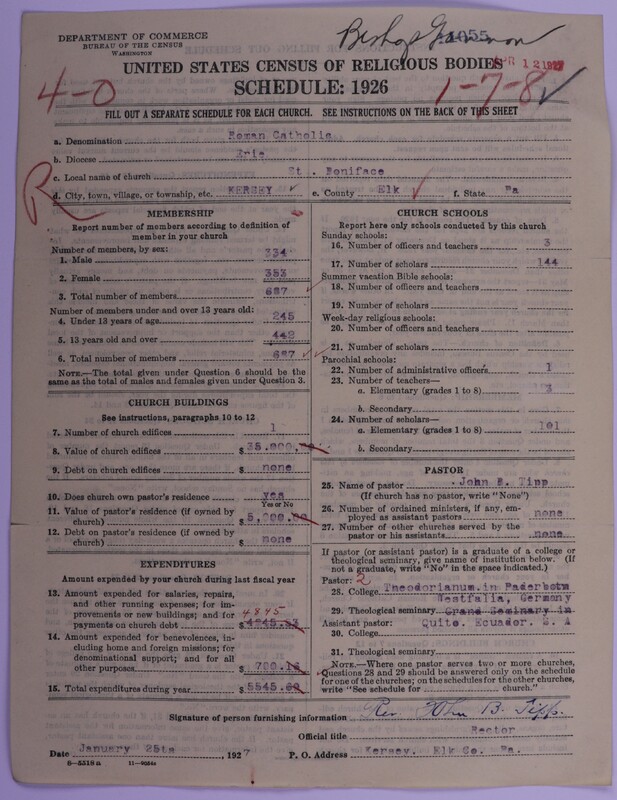 DEPARTMENT OF COMMERCE
BUREAU OF THE CENSUS
WASHINGTON
Bishop Gannon
1055
UNITED STATES CENSUS OF RELIGIOUS BODIES
APR 12 1927
SCHEDULE: 1926
4-0
1-7-8 ✓
FILL OUT A SEPARATE SCHEDULE FOR EACH CHURCH. SEE INSTRUCTIONS ON THE BACK OF THIS SHEET
a. Denomination Roman Catholic
b. Diocese Erie
c. Local name of church St. Boniface
R
d. City, town, village, or township, etc. KERSEY ✓ e. County Elk ✓ f. State Pa
MEMBERSHIP
Report number of members according to definition of member in your church
Number of members, by sex:
1. Male 334
2. Female 353
3. Total number of members 687
Number of members under and over 13 years old:
4. Under 13 years of age 245
5. 13 years old and over 442
6. Total number of members 687 ✓
NOTE.—The total given under Question 6 should be the
same as the total of males and females given under Question 3.
CHURCH BUILDINGS
See instructions, paragraphs 10 to 12
7. Number of church edifices 1
8. Value of church edifices $ 35,000.
9. Debt on church edifices $ none
10. Does church own pastor's residence yes
Yes or No
11. Value of pastor's residence (if owned by
church) $ 5,000.00
12. Debt on pastor's residence (if owned by
church) $ none
EXPENDITURES
Amount expended by your church during last fiscal year
13. Amount expended for salaries, repairs,
and other running expenses; for im-
provements or new buildings; and for 4845
payments on church debt $
14. Amount expended for benevolences, in-
cluding home and foreign missions; for
denominational support; and for all
other purposes $ 700.
15. Total expenditures during year $ 5545.
CHURCH SCHOOLS
Report here only schools conducted by this church
Sunday schools:
16. Number of officers and teachers 3
17. Number of scholars 144
Summer vacation Bible schools:
18. Number of officers and teachers
19. Number of scholars
Week-day religious schools:
20. Number of officers and teachers
21. Number of scholars
Parochial schools:
22. Number of administrative officers 1
23. Number of teachers—
a. Elementary (grades 1 to 8) 3
b. Secondary
24. Number of scholars—
a. Elementary (grades 1 to 8) 101
b. Secondary
PASTOR
25. Name of pastor John B. Tipp
(If church has no pastor, write "None")
26. Number of ordained ministers, if any, em-
ployed as assistant pastors none
27. Number of other churches served by the
pastor or his assistants none
If pastor (or assistant pastor) is a graduate of a college or
theological seminary, give name of institution below. (If
not a graduate, write "No" in the space indicated.)
Pastor: 2
28. College Theodorianum in Paderborn
Westfalia, Germany
29. Theological seminary Grand Seminary in
Assistant pastor: Quito. Ecuador. S. A
30. College
31. Theological seminary
NOTE.—Where one pastor serves two or more churches,
Questions 28 and 29 should be answered only on the schedule
for one of the churches; on the schedules for the other churches,
write "See schedule for church."
Signature of person furnishing information Rev. John B. Tipp.
Official title Rector
Date January 25th, 1927 P. O. Address Kersey. Elk Co. Pa.
8—5518a 11—9064a